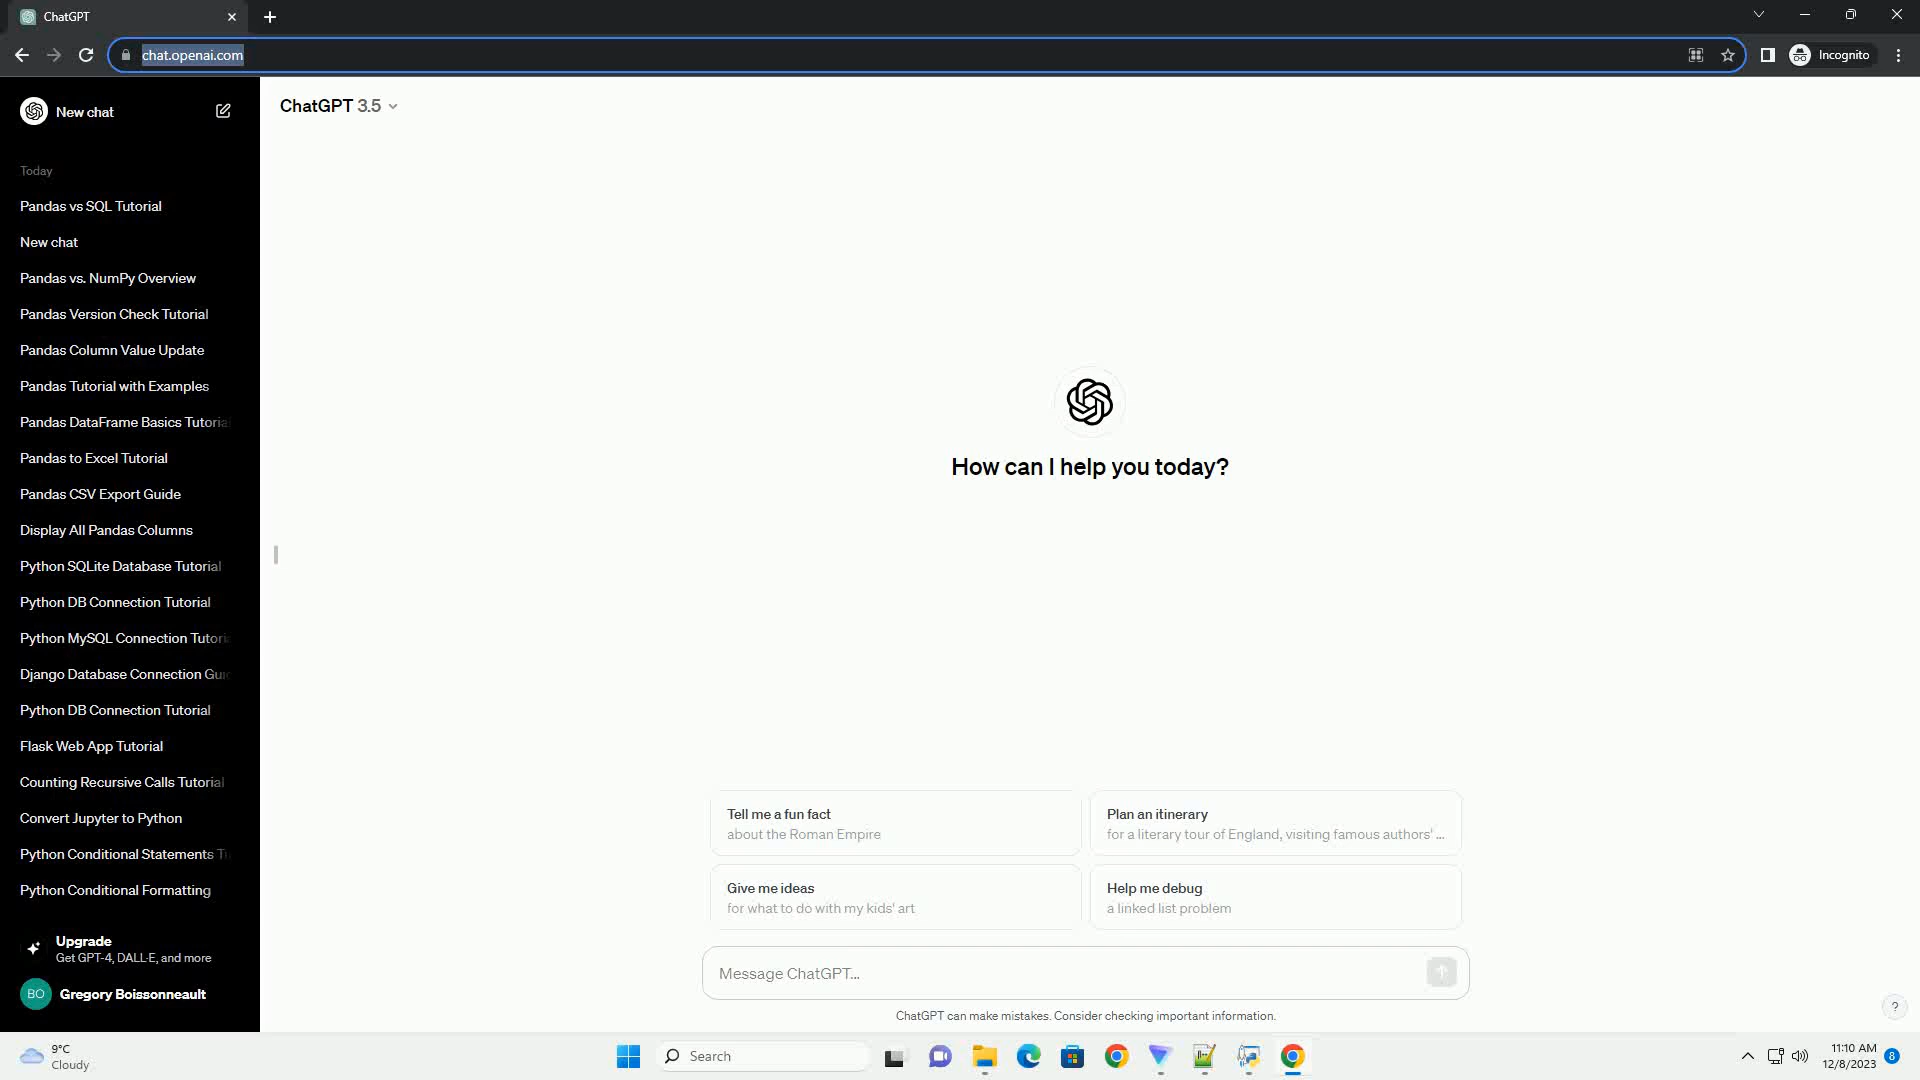 ChatGPT
chat.openai.com
Incognito
New chat
ChatGPT 3.5
Today
Pandas vs SQL Tutorial
New chat
Pandas vs. NumPy Overview
Pandas Version Check Tutorial
Pandas Column Value Update
Pandas Tutorial with Examples
Pandas DataFrame Basics Tutoria
Pandas to Excel Tutorial
Pandas CSV Export Guide
Display All Pandas Columns
Python SQLite Database Tutorial
Python DB Connection Tutorial
Python MySQL Connection Tutori
Django Database Connection Gui
Python DB Connection Tutorial
Flask Web App Tutorial
Counting Recursive Calls Tutorial
Convert Jupyter to Python
Python Conditional Statements T
Python Conditional Formatting
Upgrade
Get GPT-4, DALL·E, and more
BO
Gregory Boissonneault
How can I help you today?
Tell me a fun fact
about the Roman Empire
Plan an itinerary
for a literary tour of England, visiting famous authors' ...
Give me ideas
for what to do with my kids' art
Help me debug
a linked list problem
Message ChatGPT...
ChatGPT can make mistakes. Consider checking important information.
?
9°C
Cloudy
Search
11:10 AM
12/8/2023
8